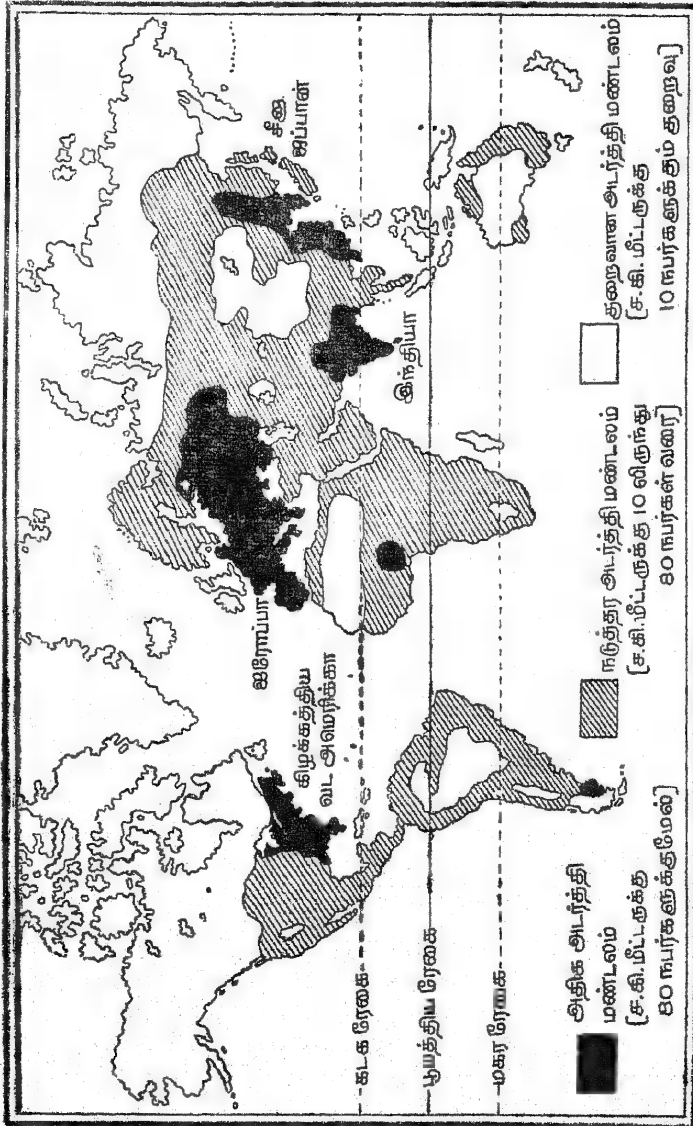 சீனா
ஜப்பான்
இந்தியா
ஐரோப்பா
கிழக்கத்திய
வட அமெரிக்கா
கடக ரேகை
பூமத்திய ரேகை
மகர ரேகை
அதிக அடர்த்தி
மண்டலம்
[ச.கி.மீட்டருக்கு
80 நபர்களுக்குமேல்]
நடுத்தர அடர்த்தி மண்டலம்
[ச.கி.மீட்டருக்கு 10 லிருந்து
80 நபர்கள் வரை]
குறைவான அடர்த்தி மண்டலம்
[ச.கி.மீட்டருக்கு
10 நபர்களுக்கும் குறைவு]